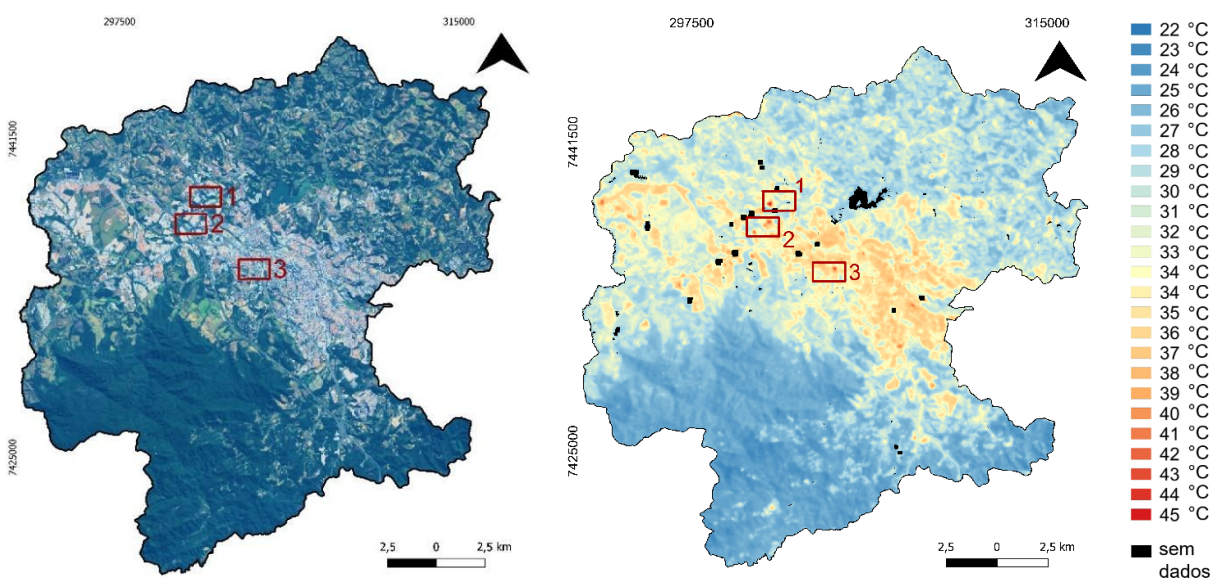 297500
315000
7441500
7425000
1
2
3
2,5 0 2,5 km
297500
315000
7441500
7425000
1
2
3
2,5 0 2,5 km
22 °C
23 °C
24 °C
25 °C
26 °C
27 °C
28 °C
29 °C
30 °C
31 °C
32 °C
33 °C
34 °C
34 °C
35 °C
36 °C
37 °C
38 °C
39 °C
40 °C
41 °C
42 °C
43 °C
44 °C
45 °C
sem
dados